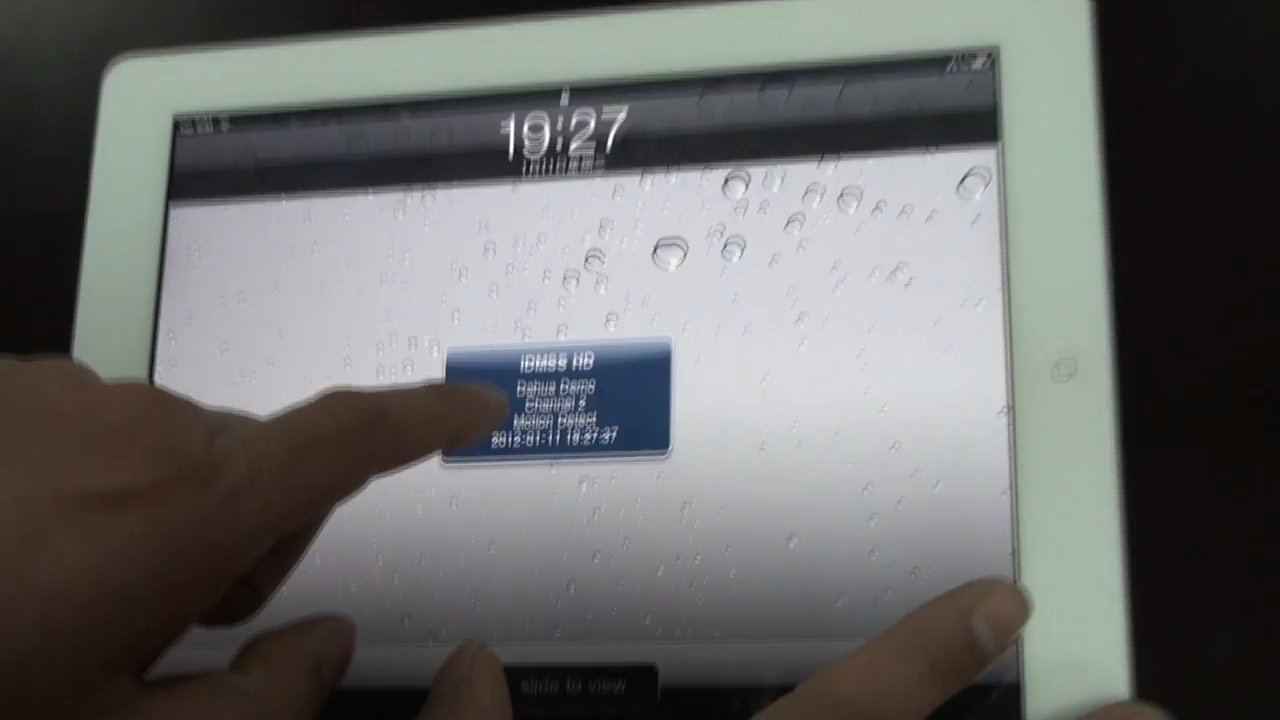 19:27
iDMSS HD
Dahua Demo
Channel 2
Motion Detect
2012-01-11 19:27:37
slide to view